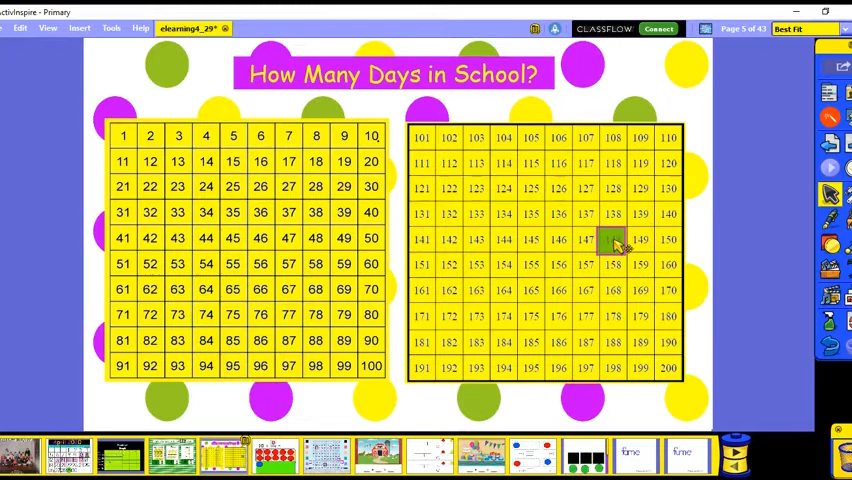 ActivInspire - Primary
Edit View Insert Tools Help
elearning4_29*
CLASSFLOW Connect
Page 5 of 43
Best Fit
How Many Days in School?
1 2 3 4 5 6 7 8 9 10
11 12 13 14 15 16 17 18 19 20
21 22 23 24 25 26 27 28 29 30
31 32 33 34 35 36 37 38 39 40
41 42 43 44 45 46 47 48 49 50
51 52 53 54 55 56 57 58 59 60
61 62 63 64 65 66 67 68 69 70
71 72 73 74 75 76 77 78 79 80
81 82 83 84 85 86 87 88 89 90
91 92 93 94 95 96 97 98 99 100
101 102 103 104 105 106 107 108 109 110
111 112 113 114 115 116 117 118 119 120
121 122 123 124 125 126 127 128 129 130
131 132 133 134 135 136 137 138 139 140
141 142 143 144 145 146 147 149 150
151 152 153 154 155 156 157 158 159 160
161 162 163 164 165 166 167 168 169 170
171 172 173 174 175 176 177 178 179 180
181 182 183 184 185 186 187 188 189 190
191 192 193 194 195 196 197 198 199 200
April 2020
fame
fume